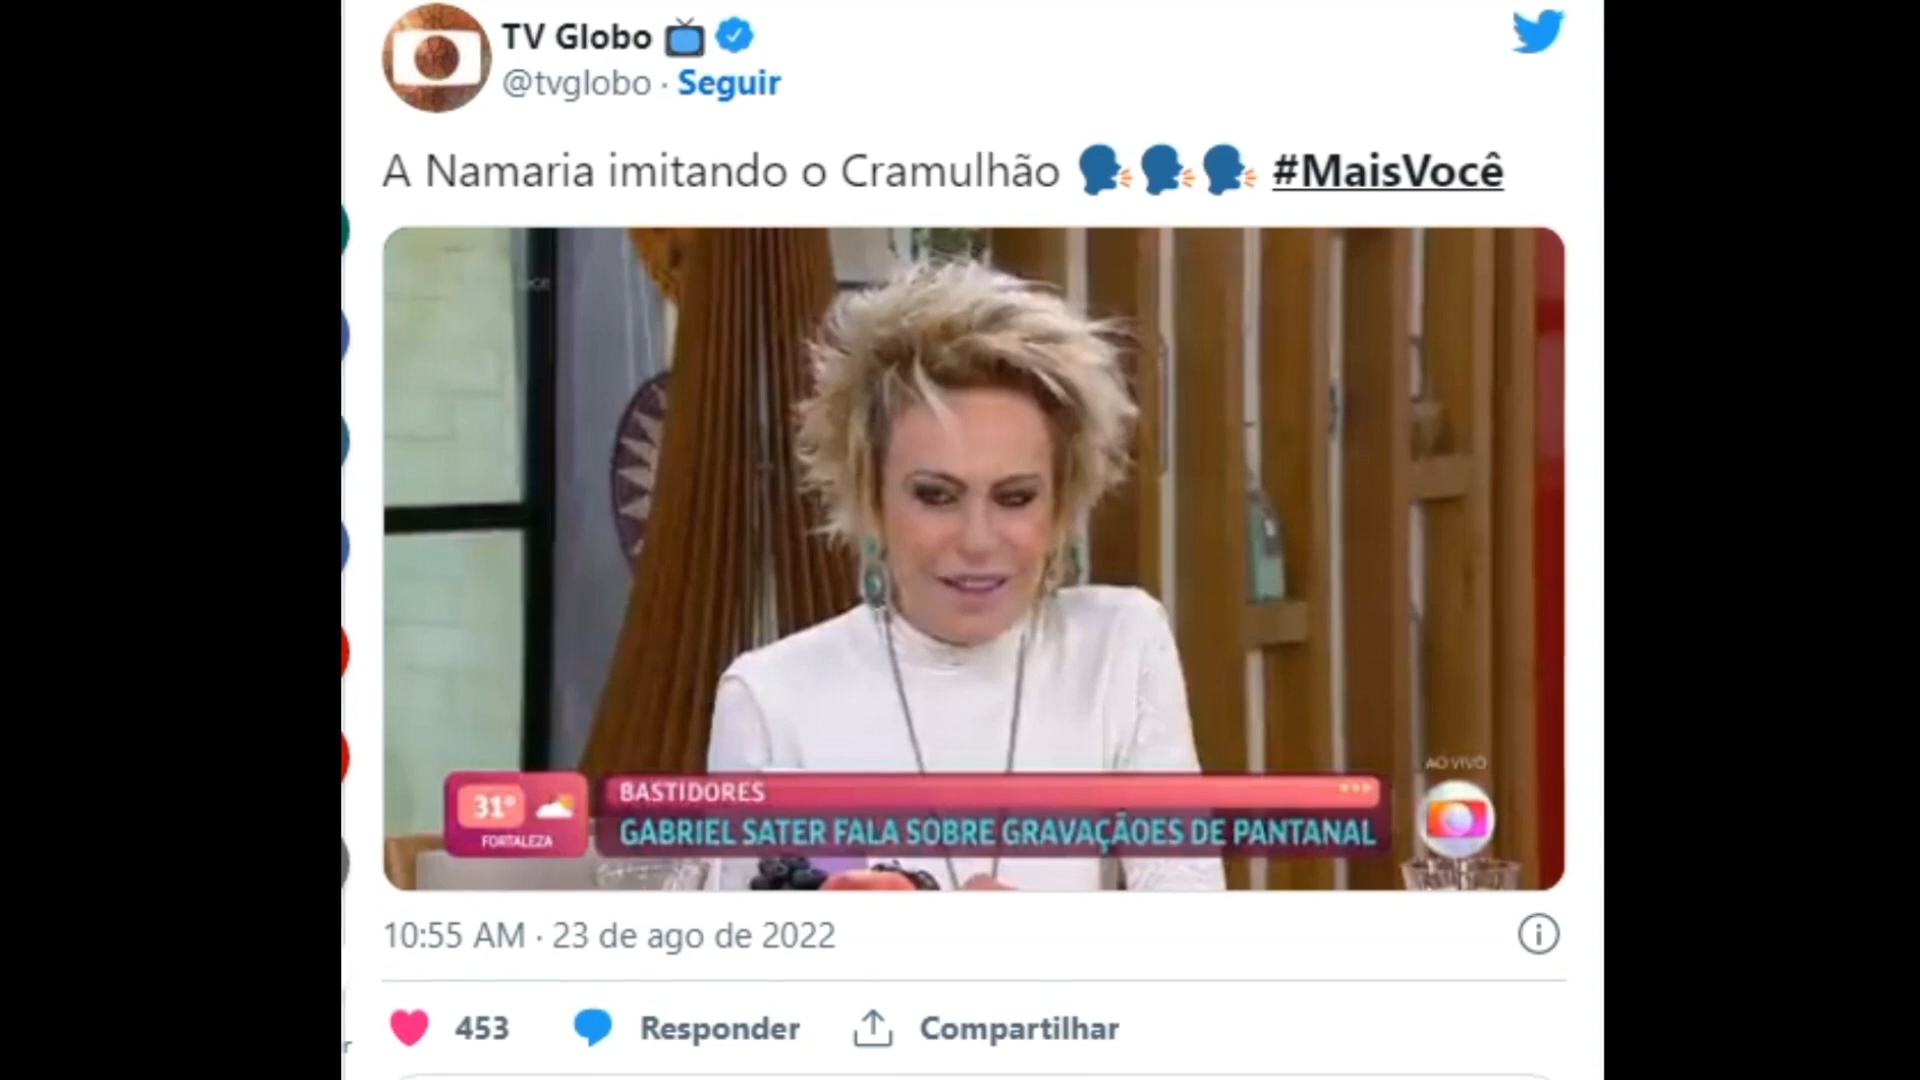 TV Globo
@tvglobo · Seguir
A Namaria imitando o Cramulhão #MaisVocê
31°
FORTALEZA
BASTIDORES
GABRIEL SATER FALA SOBRE GRAVAÇÃOES DE PANTANAL
AO VIVO
10:55 AM · 23 de ago de 2022
453 Responder Compartilhar